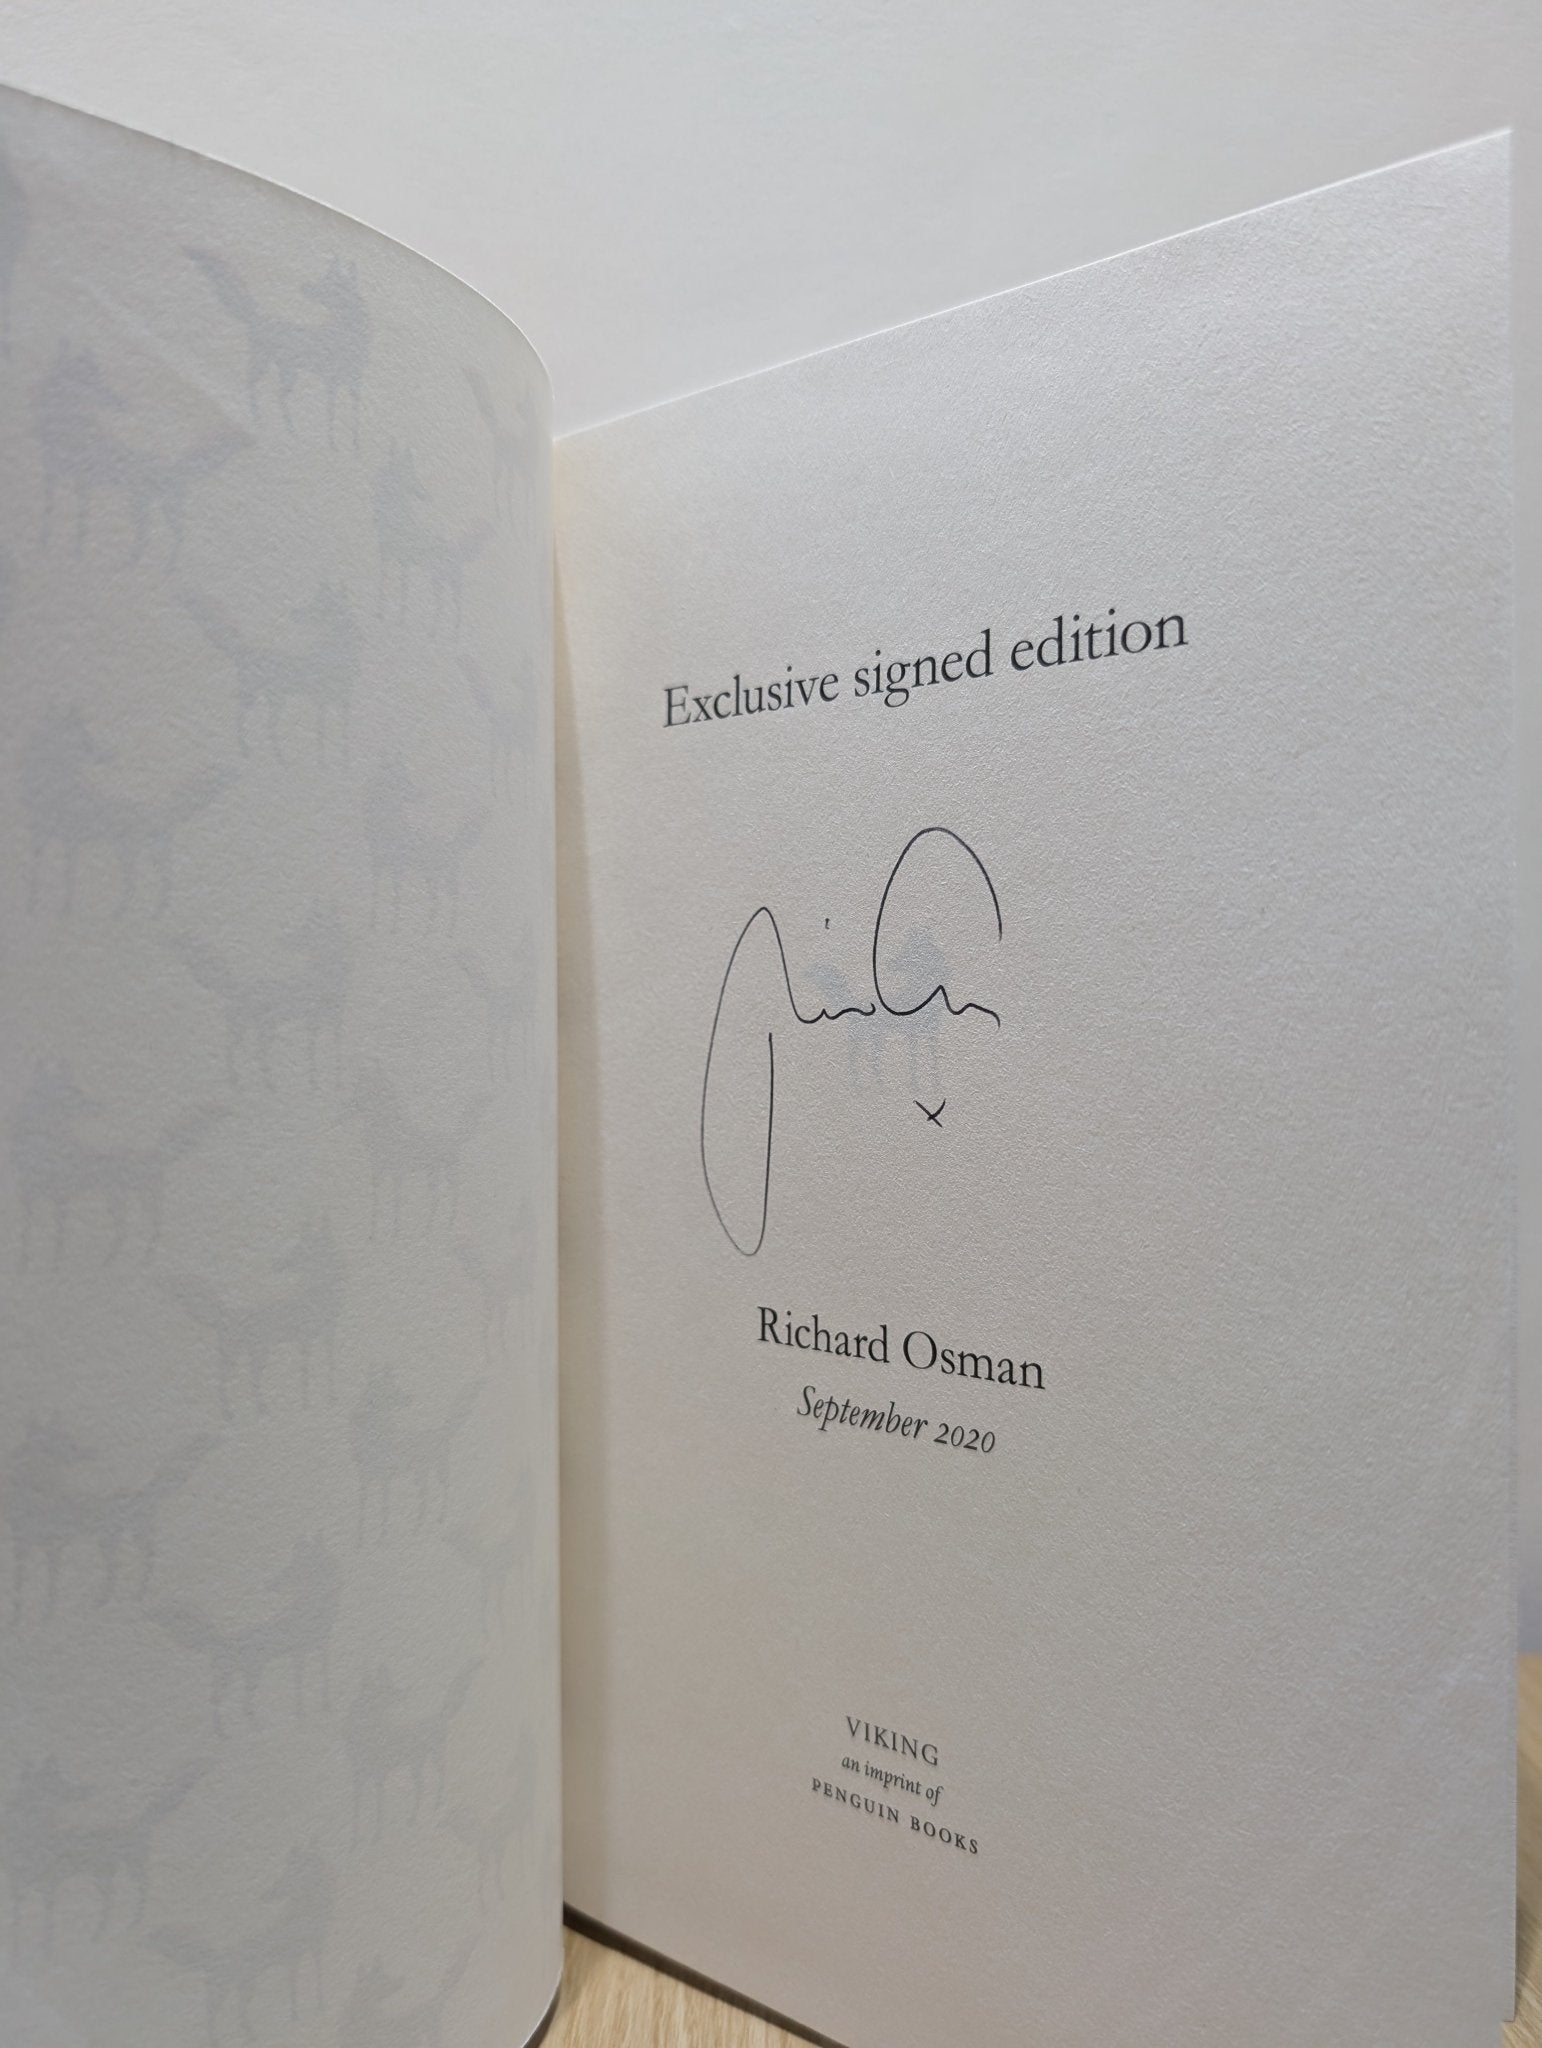 Exclusive signed edition
x
Richard Osman
September 2020
VIKING
an imprint of
PENGUIN BOOKS